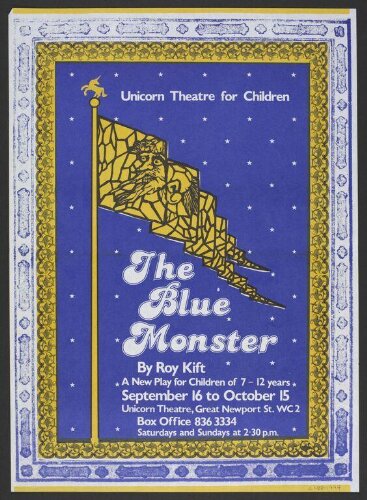 Unicorn Theatre for Children
The
Blue
Monster
By Roy Kift
A New Play for Children of 7 - 12 years
September 16 to October 15
Unicorn Theatre, Great Newport St. WC2
Box Office 836 3334
Saturdays and Sundays at 2·30 p.m.